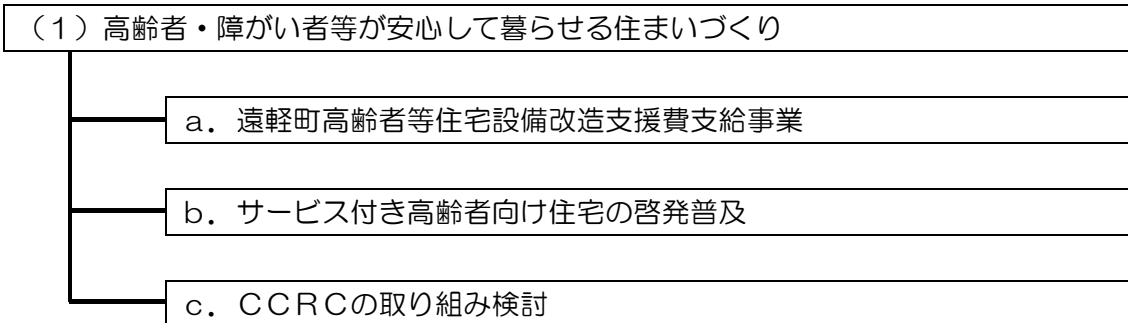 （１）高齢者・障がい者等が安心して暮らせる住まいづくり
ａ．遠軽町高齢者等住宅設備改造支援費支給事業
ｂ．サービス付き高齢者向け住宅の啓発普及
ｃ．ＣＣＲＣの取り組み検討